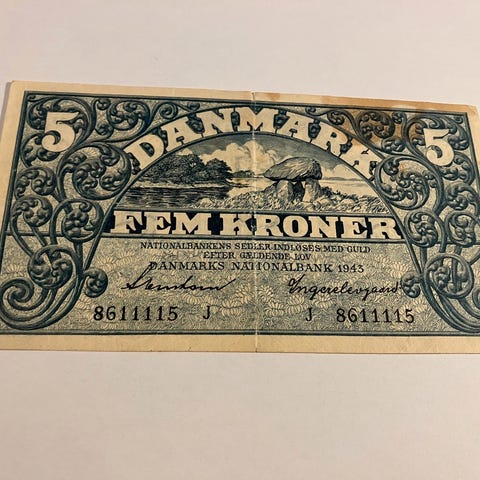 5 DANMARK 5
FEM KRONER
NATIONALBANKENS SEDLER INDLØSES MED GULD
EFTER GÆLDENDE LOV
DANMARKS NATIONALBANK 1943
8611115 J J 8611115